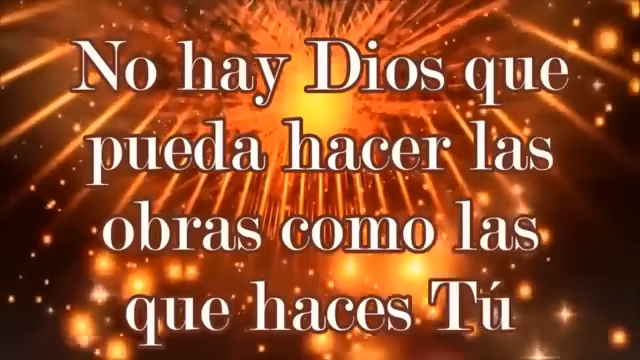 No hay Dios que
pueda hacer las
obras como las
que haces Tú